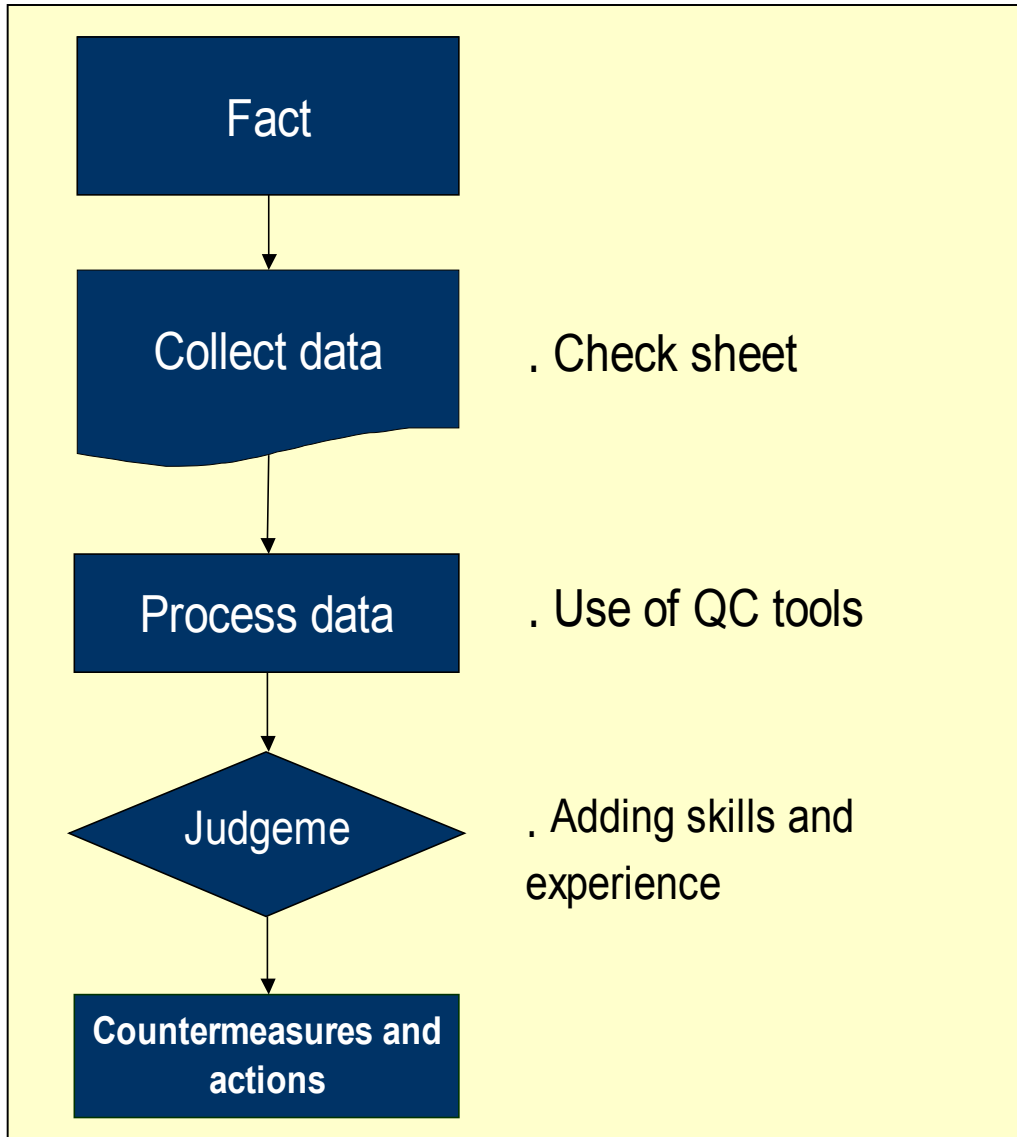 Fact
Collect data
. Check sheet
Process data
. Use of QC tools
Judgeme
. Adding skills and
experience
Countermeasures and
actions